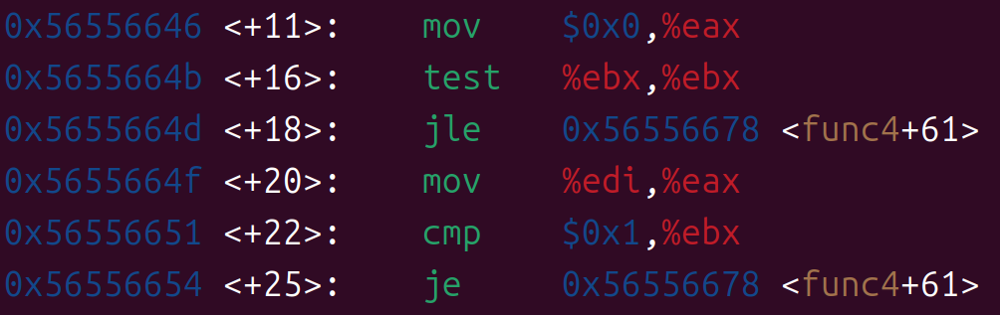 0x56556646 <+11>: mov $0x0,%eax
0x5655664b <+16>: test %ebx,%ebx
0x5655664d <+18>: jle 0x56556678 <func4+61>
0x5655664f <+20>: mov %edi,%eax
0x56556651 <+22>: cmp $0x1,%ebx
0x56556654 <+25>: je 0x56556678 <func4+61>